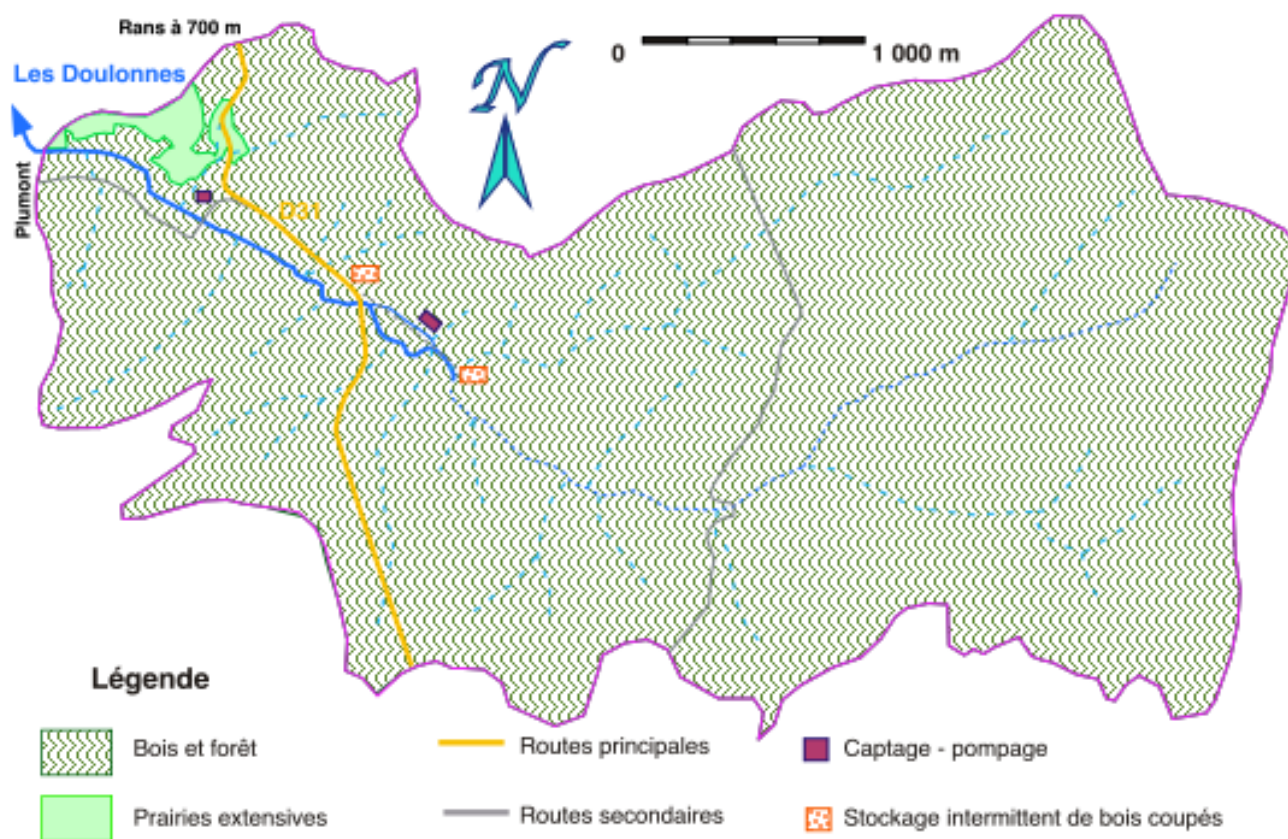 Rans à 700 m
0
1 000 m
Les Doulonnes
N
Plumont
D31
Légende
Bois et forêt
Routes principales
Captage - pompage
Prairies extensives
Routes secondaires
Stockage intermittent de bois coupés